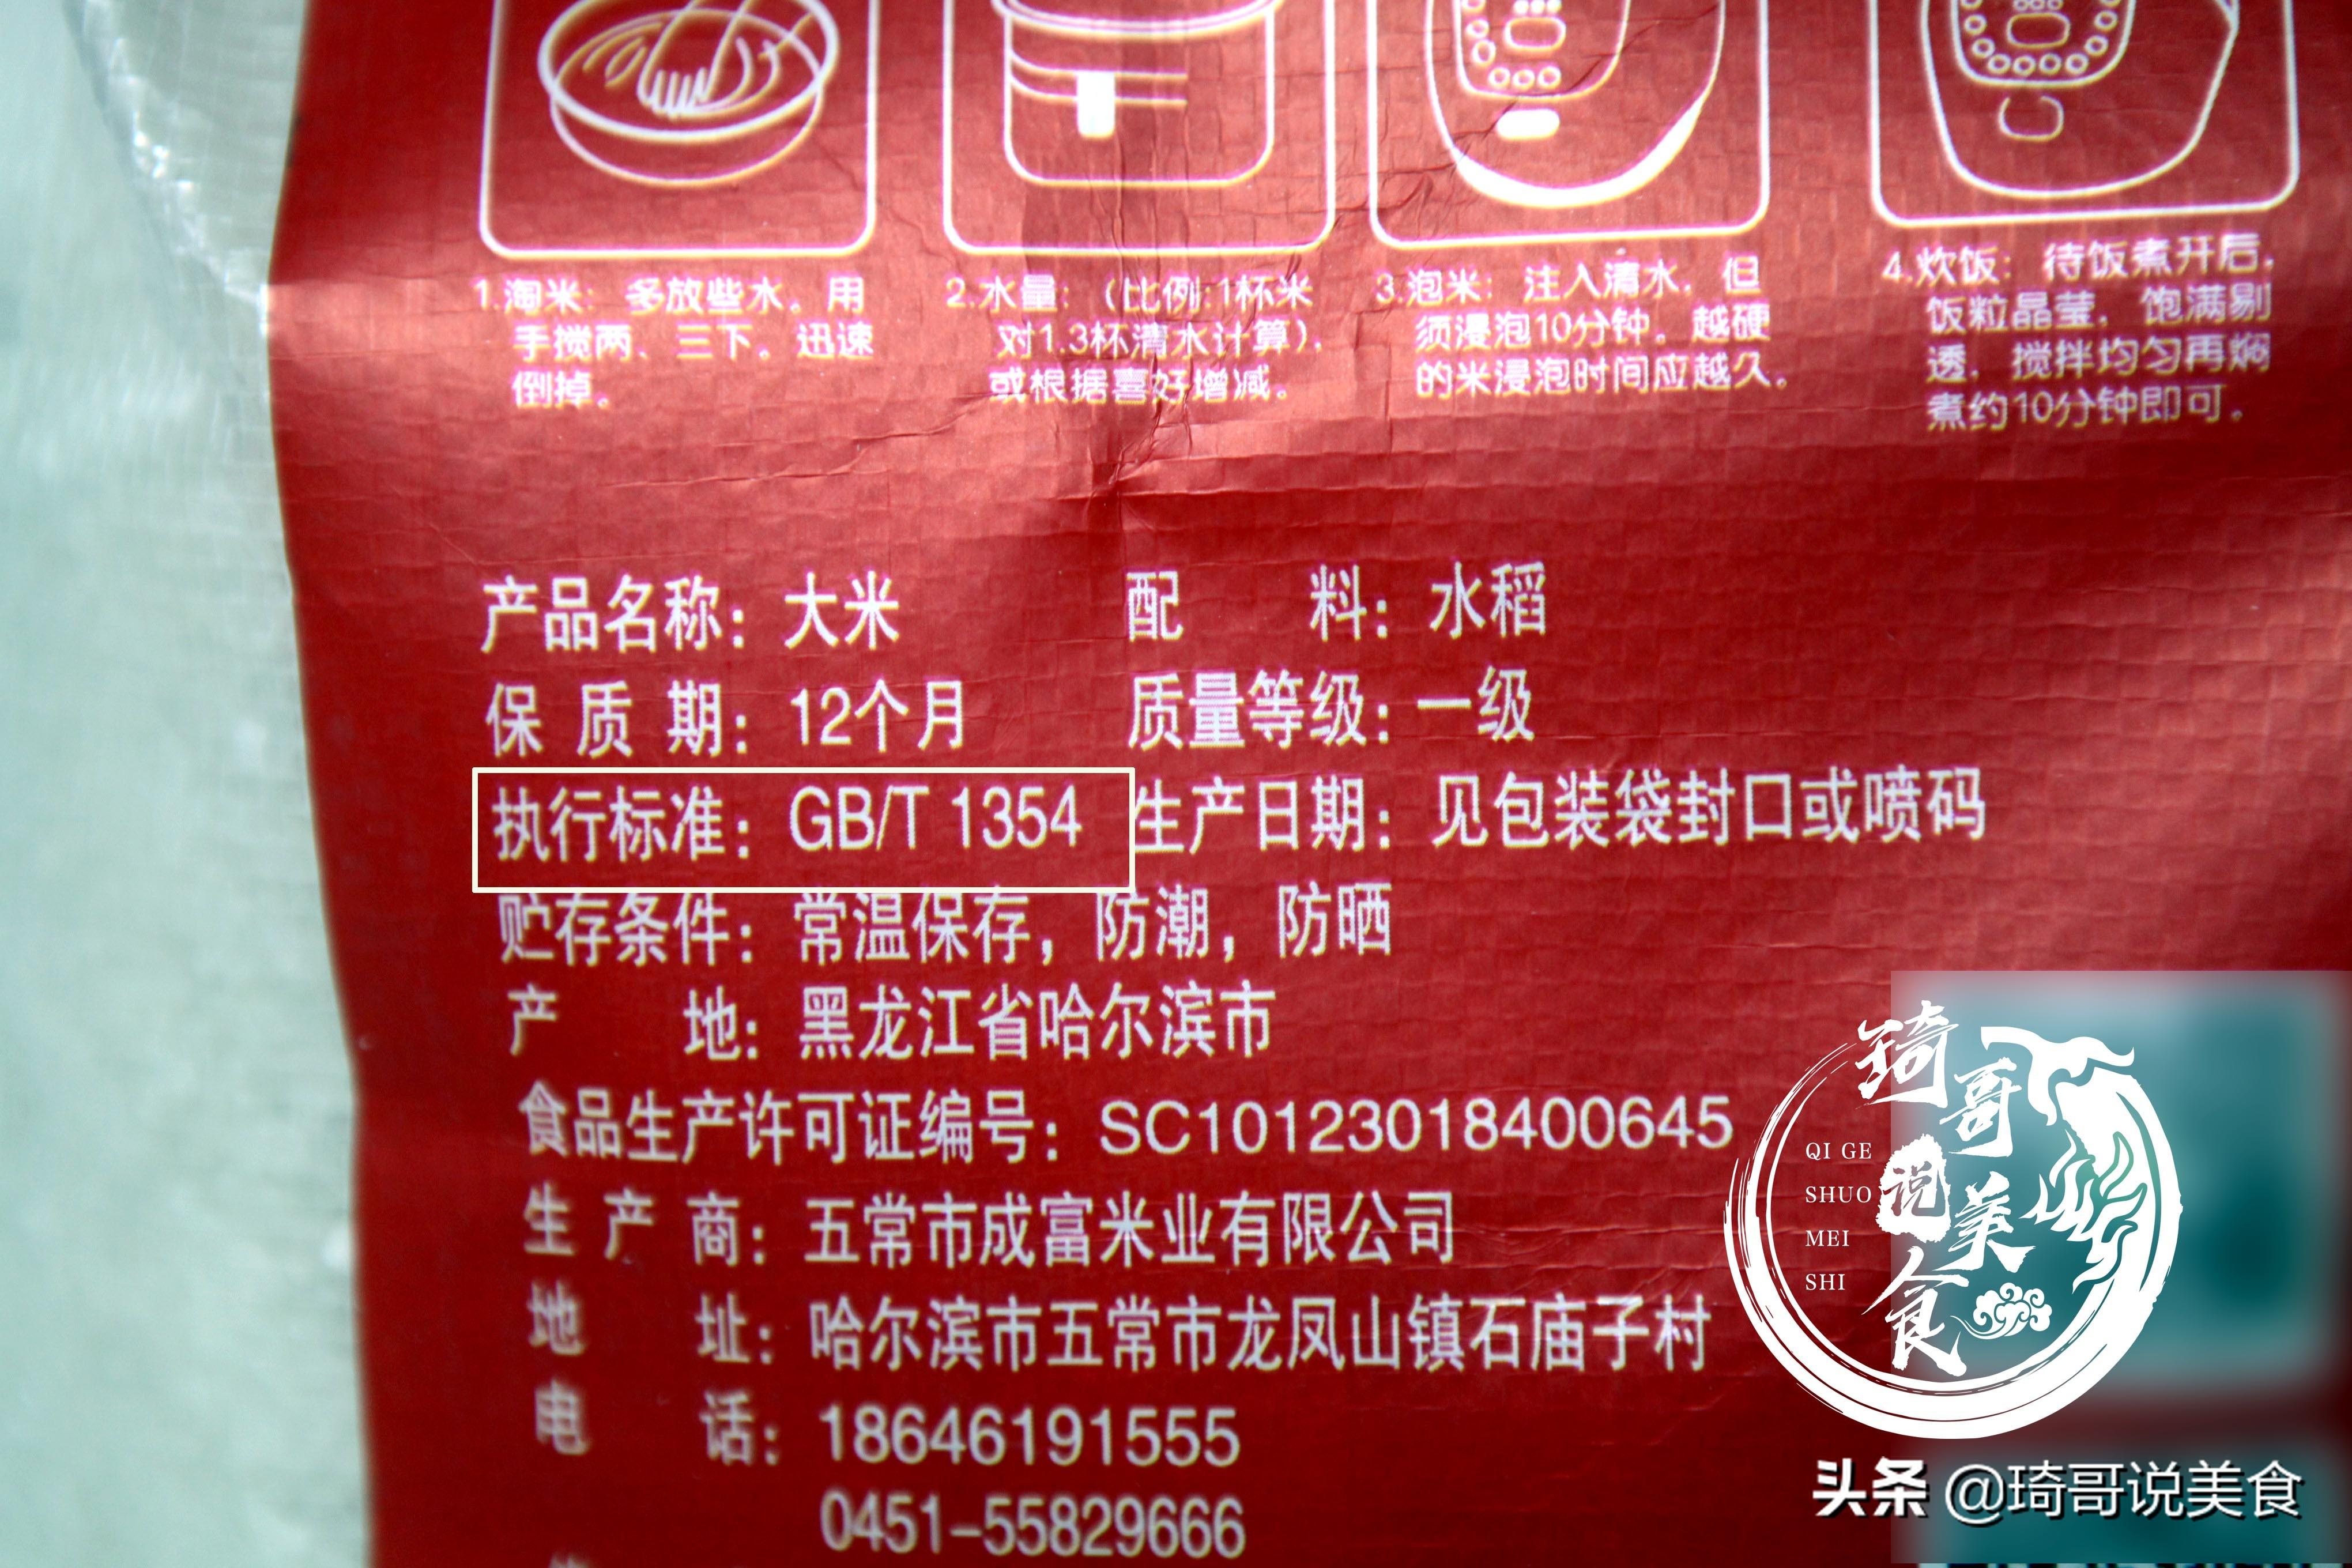 1.淘米：多放些水。用
手搅两、三下。迅速
倒掉。
2.水量：（比例:1杯米
对1.3杯清水计算）.
或根据喜好增减。
3.泡米：注入清水．但
须浸泡10分钟。越硬
的米浸泡时间应越久。
4.炊饭：待饭煮开后．
饭粒晶莹．饱满剔
透．搅拌均匀再焖
煮约10分钟即可。
产品名称：大米 配料：水稻
保质期：12个月 质量等级：一级
执行标准：GB/T 1354 生产日期：见包装袋封口或喷码
贮存条件：常温保存，防潮，防晒
产地：黑龙江省哈尔滨市
食品生产许可证编号：SC10123018400645
生产商：五常市成富米业有限公司
地址：哈尔滨市五常市龙凤山镇石庙子村
电话：18646191555
0451-55829666
琦哥说美食
QI GE
SHUO
MEI
SHI
头条 @琦哥说美食